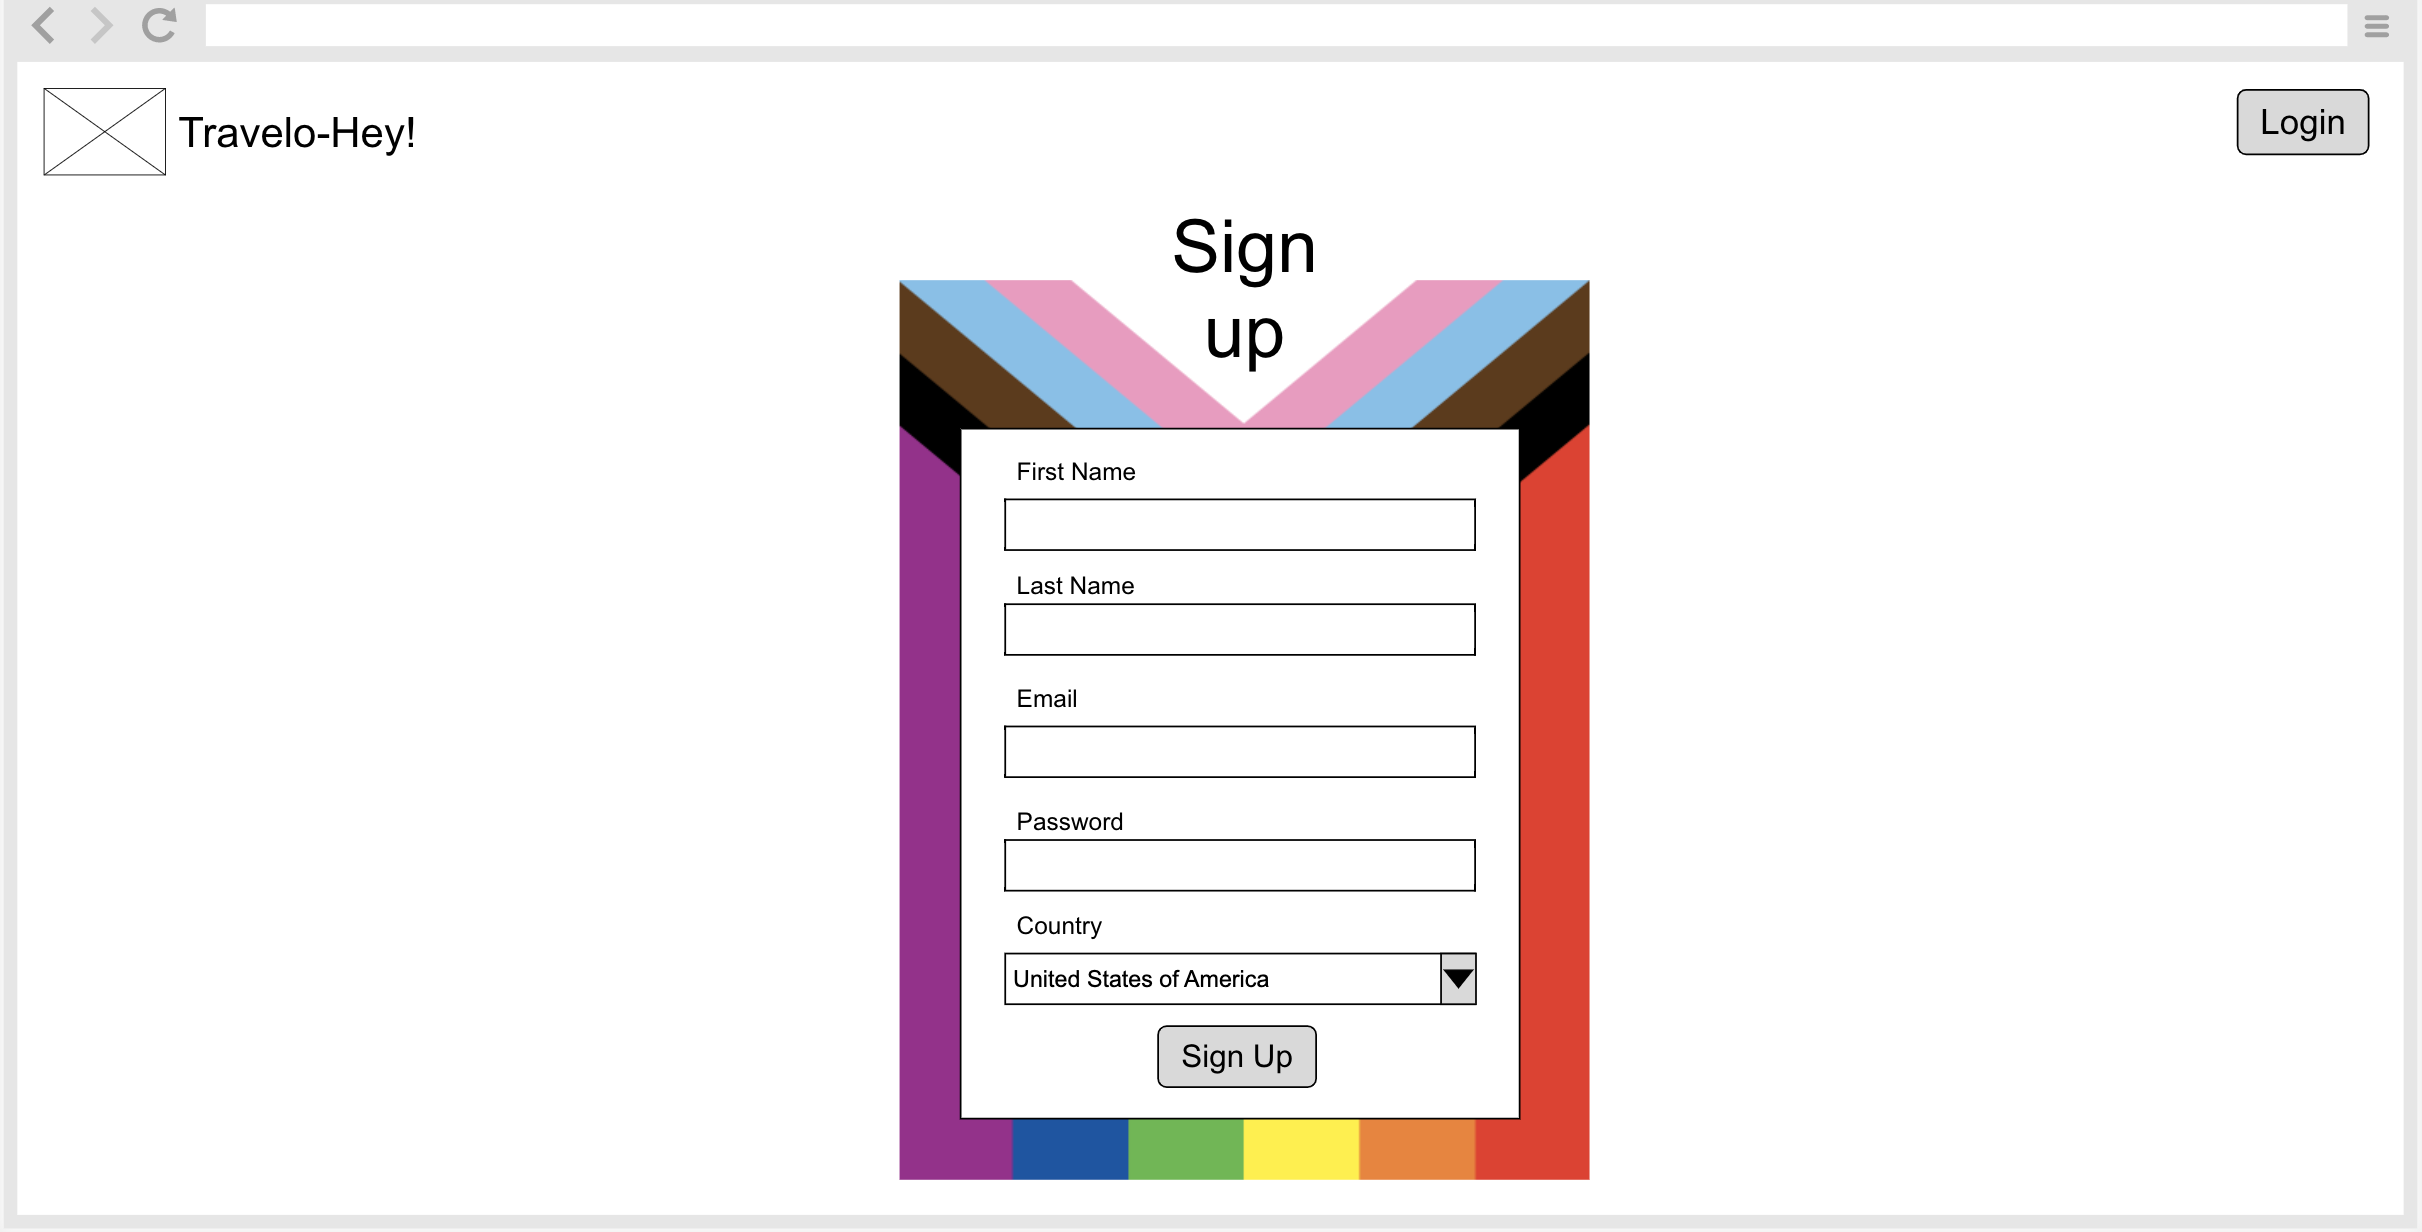 Travelo-Hey!
Login
Sign
up
First Name
Last Name
Email
Password
Country
United States of America
Sign Up